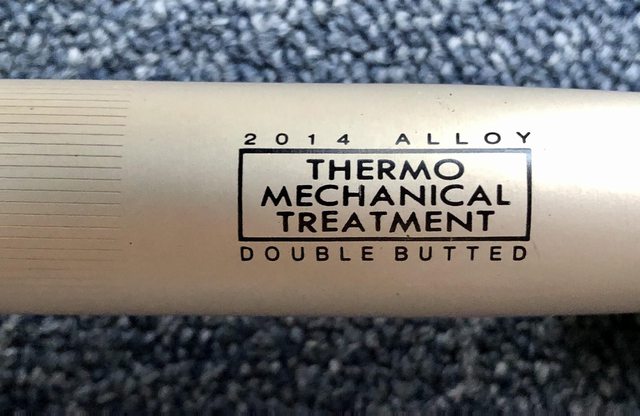 2014 ALLOY
THERMO
MECHANICAL
TREATMENT
DOUBLE BUTTED